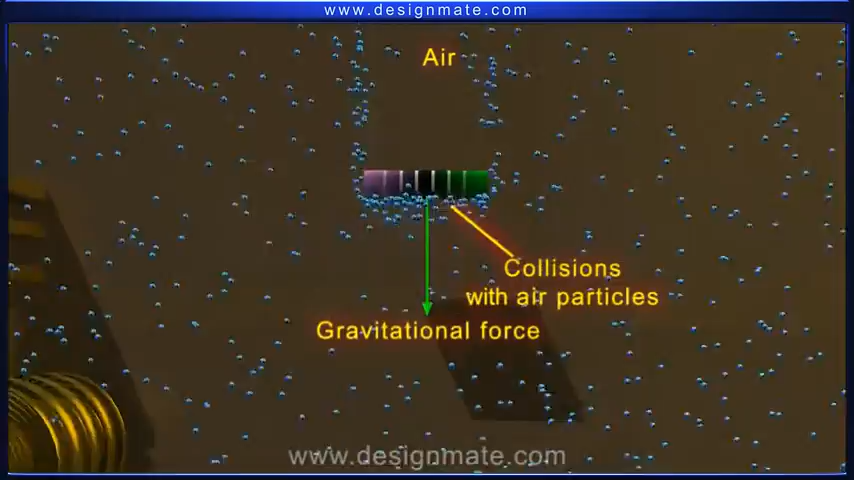 www.designmate.com
Air
Collisions
with air particles
Gravitational force
www.designmate.com